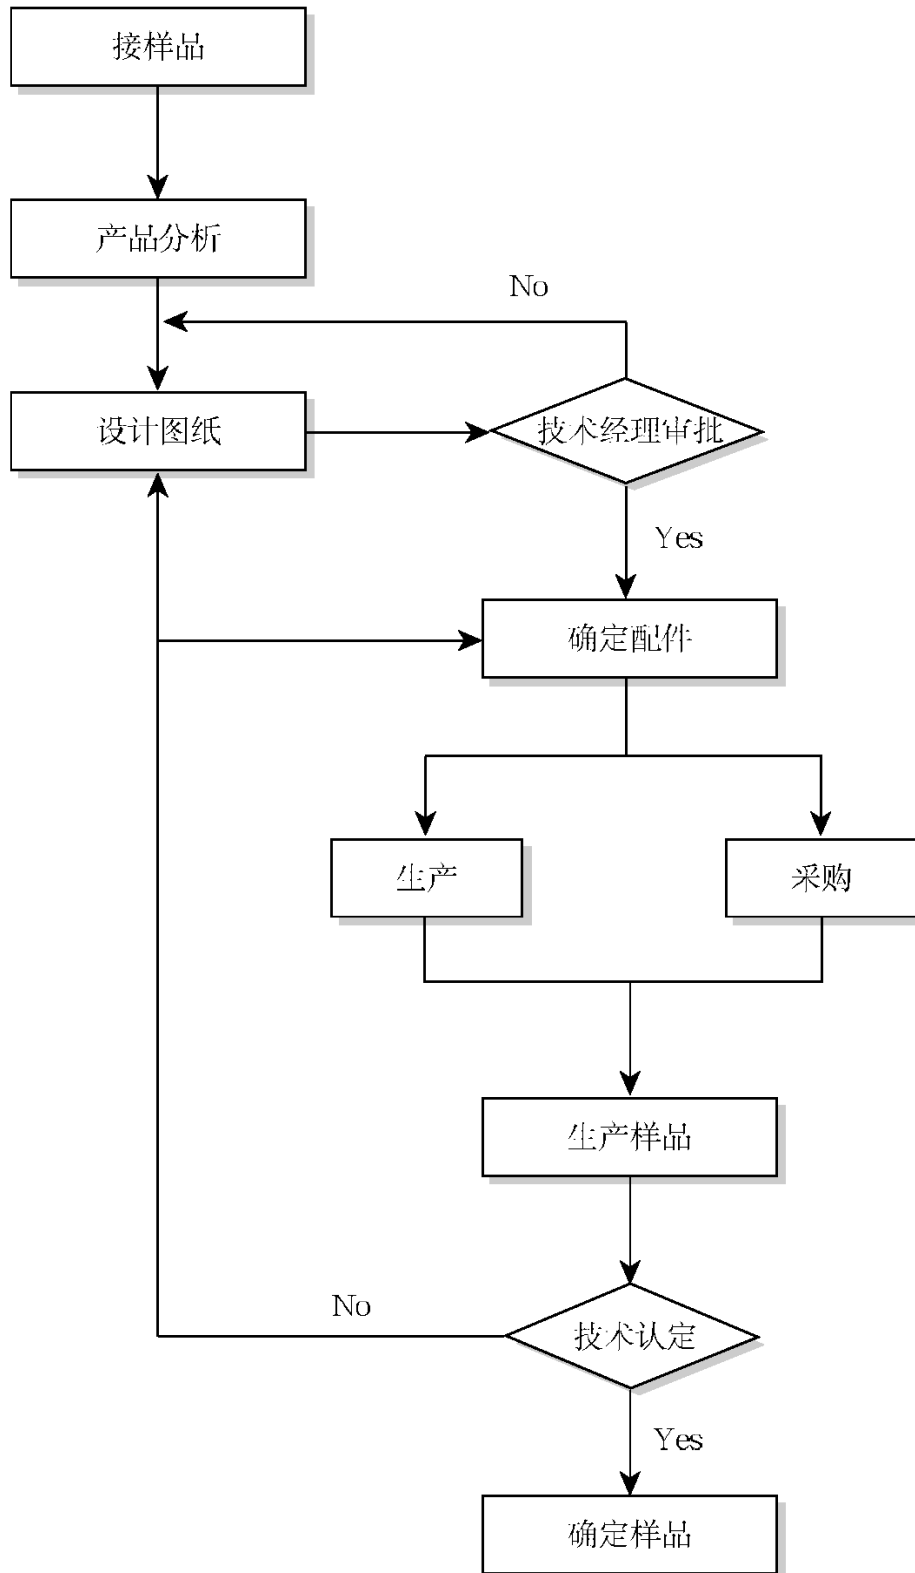 接样品
产品分析
No
设计图纸
技术经理审批
Yes
确定配件
生产
采购
生产样品
No
技术认定
Yes
确定样品